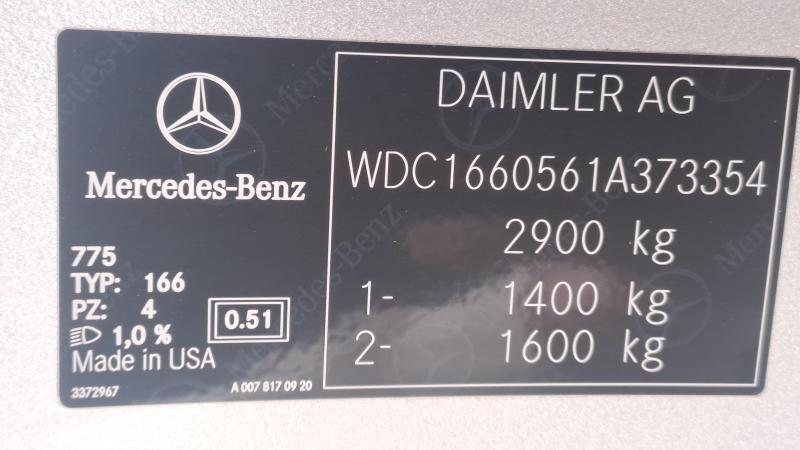 Mercedes-Benz
775
TYP: 166
PZ: 4
1,0 %
0.51
Made in USA
3372967
A 007 817 09 20
DAIMLER AG
WDC1660561A373354
2900 kg
1- 1400 kg
2- 1600 kg